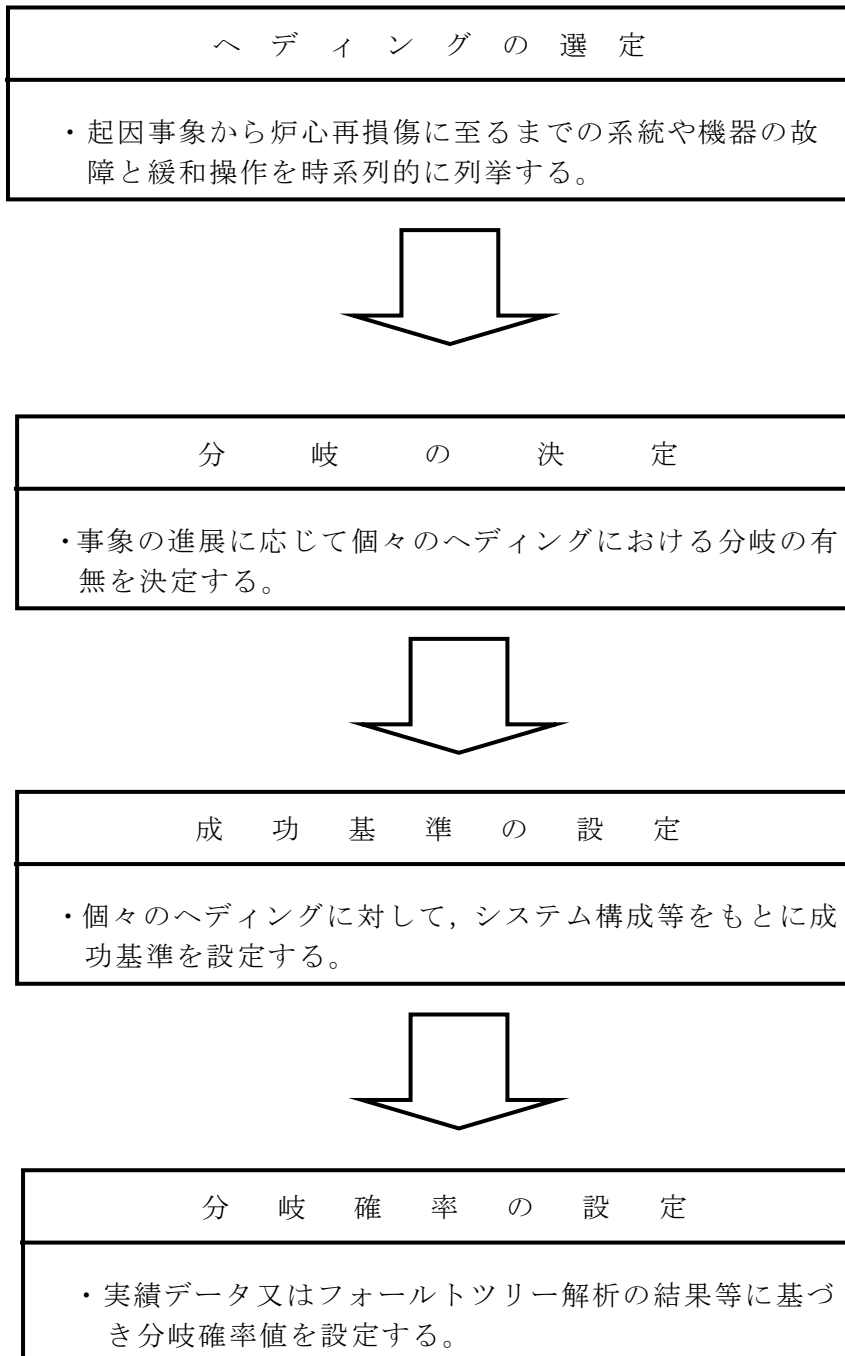 ヘディングの選定
・起因事象から炉心再損傷に至るまでの系統や機器の故
障と緩和操作を時系列的に列挙する。
分岐の決定
・事象の進展に応じて個々のヘディングにおける分岐の有
無を決定する。
成功基準の設定
・個々のヘディングに対して，システム構成等をもとに成
功基準を設定する。
分岐確率の設定
・実績データ又はフォールトツリー解析の結果等に基づ
き分岐確率値を設定する。